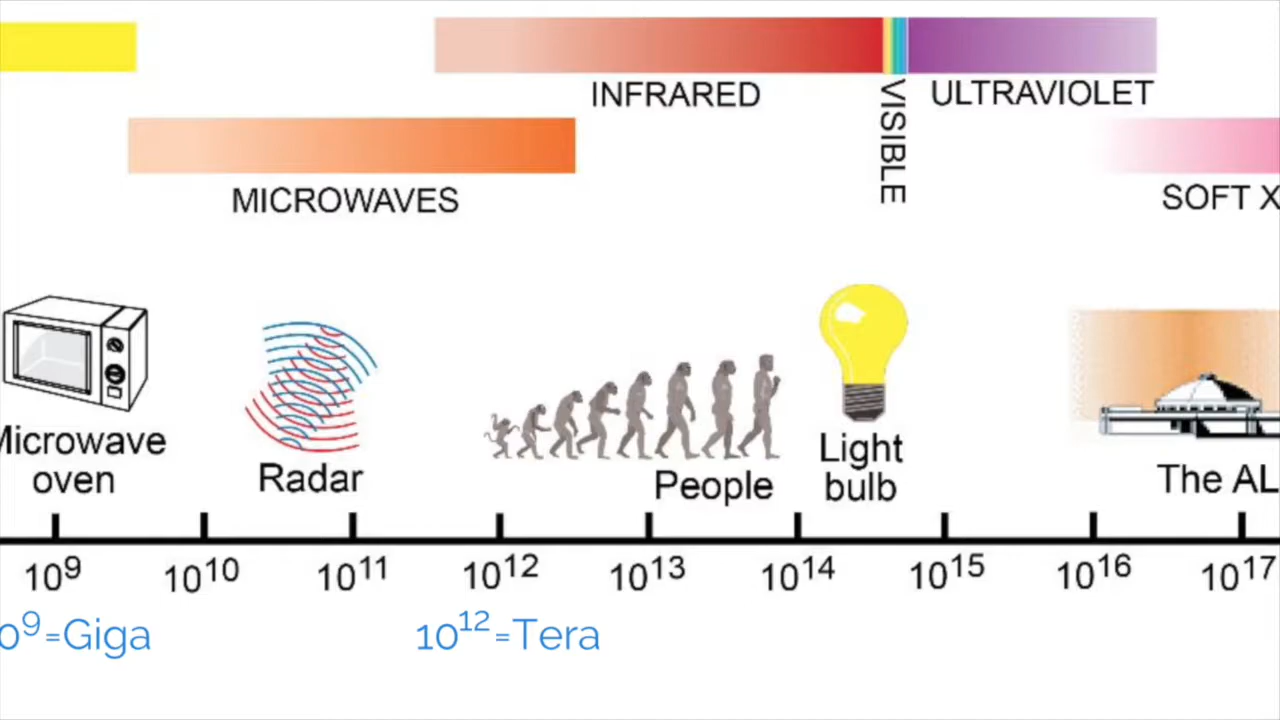 INFRARED
VISIBLE
ULTRAVIOLET
MICROWAVES
SOFT X
Microwave
oven
Radar
People
Light
bulb
The AL
10⁹ 10¹⁰ 10¹¹ 10¹² 10¹³ 10¹⁴ 10¹⁵ 10¹⁶ 10¹⁷
0⁹=Giga
10¹²=Tera